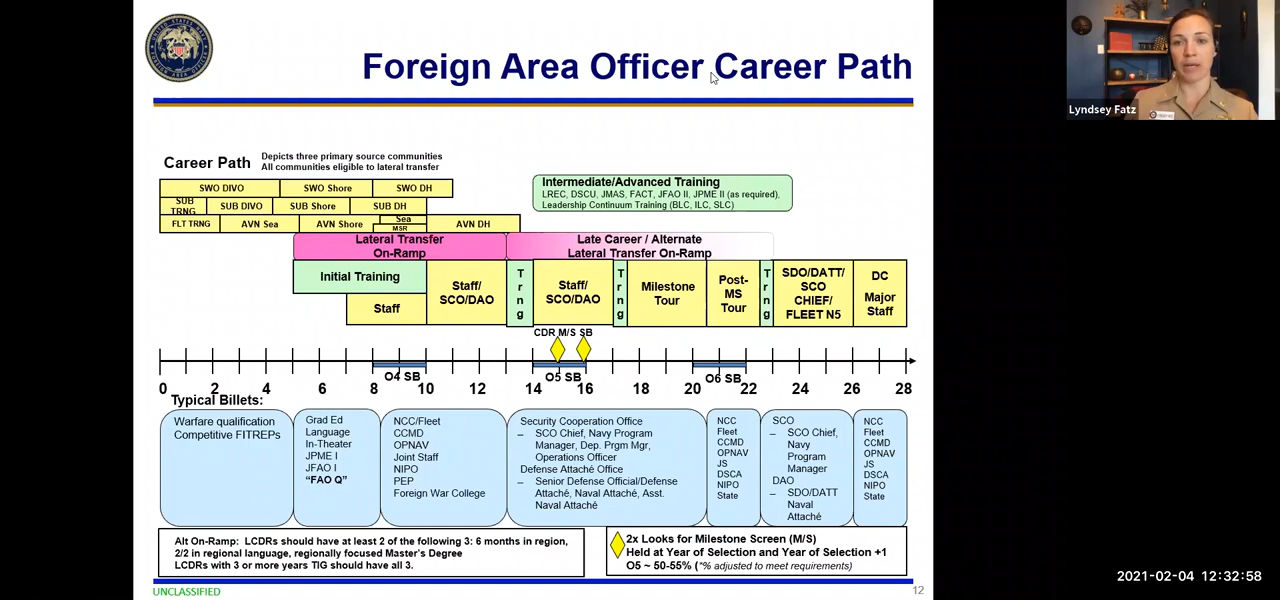 Foreign Area Officer Career Path
Lyndsey Fatz
Career Path
Depicts three primary source communities
All communities eligible to lateral transfer
SWO DIVO
SWO Shore
SWO DH
SUB TRNG
SUB DIVO
SUB Shore
SUB DH
FLT TRNG
AVN Sea
AVN Shore
Sea
MSR
AVN DH
Intermediate/Advanced Training
LREC, DSCU, JMAS, FACT, JFAO II, JPME II (as required),
Leadership Continuum Training (BLC, ILC, SLC)
Lateral Transfer
On-Ramp
Late Career / Alternate
Lateral Transfer On-Ramp
Initial Training
Staff
Staff/
SCO/DAO
Trng
Staff/
SCO/DAO
Trng
Milestone
Tour
Post-
MS
Tour
Trng
SDO/DATT/
SCO
CHIEF/
FLEET N5
DC
Major
Staff
CDR M/S SB
O4 SB
O5 SB
O6 SB
0 2 4 6 8 10 12 14 16 18 20 22 24 26 28
Typical Billets:
Warfare qualification
Competitive FITREPs
Grad Ed
Language
In-Theater
JPME I
JFAO I
“FAO Q”
NCC/Fleet
CCMD
OPNAV
Joint Staff
NIPO
PEP
Foreign War College
Security Cooperation Office
– SCO Chief, Navy Program
Manager, Dep. Prgm Mgr,
Operations Officer
Defense Attaché Office
– Senior Defense Official/Defense
Attaché, Naval Attaché, Asst.
Naval Attaché
NCC
Fleet
CCMD
OPNAV
JS
DSCA
NIPO
State
SCO
– SCO Chief,
Navy
Program
Manager
DAO
– SDO/DATT
Naval
Attaché
NCC
Fleet
CCMD
OPNAV
JS
DSCA
NIPO
State
Alt On-Ramp: LCDRs should have at least 2 of the following 3: 6 months in region,
2/2 in regional language, regionally focused Master’s Degree
LCDRs with 3 or more years TIG should have all 3.
2x Looks for Milestone Screen (M/S)
Held at Year of Selection and Year of Selection +1
O5 ~ 50-55% (*% adjusted to meet requirements)
UNCLASSIFIED
12
2021-02-04 12:32:58